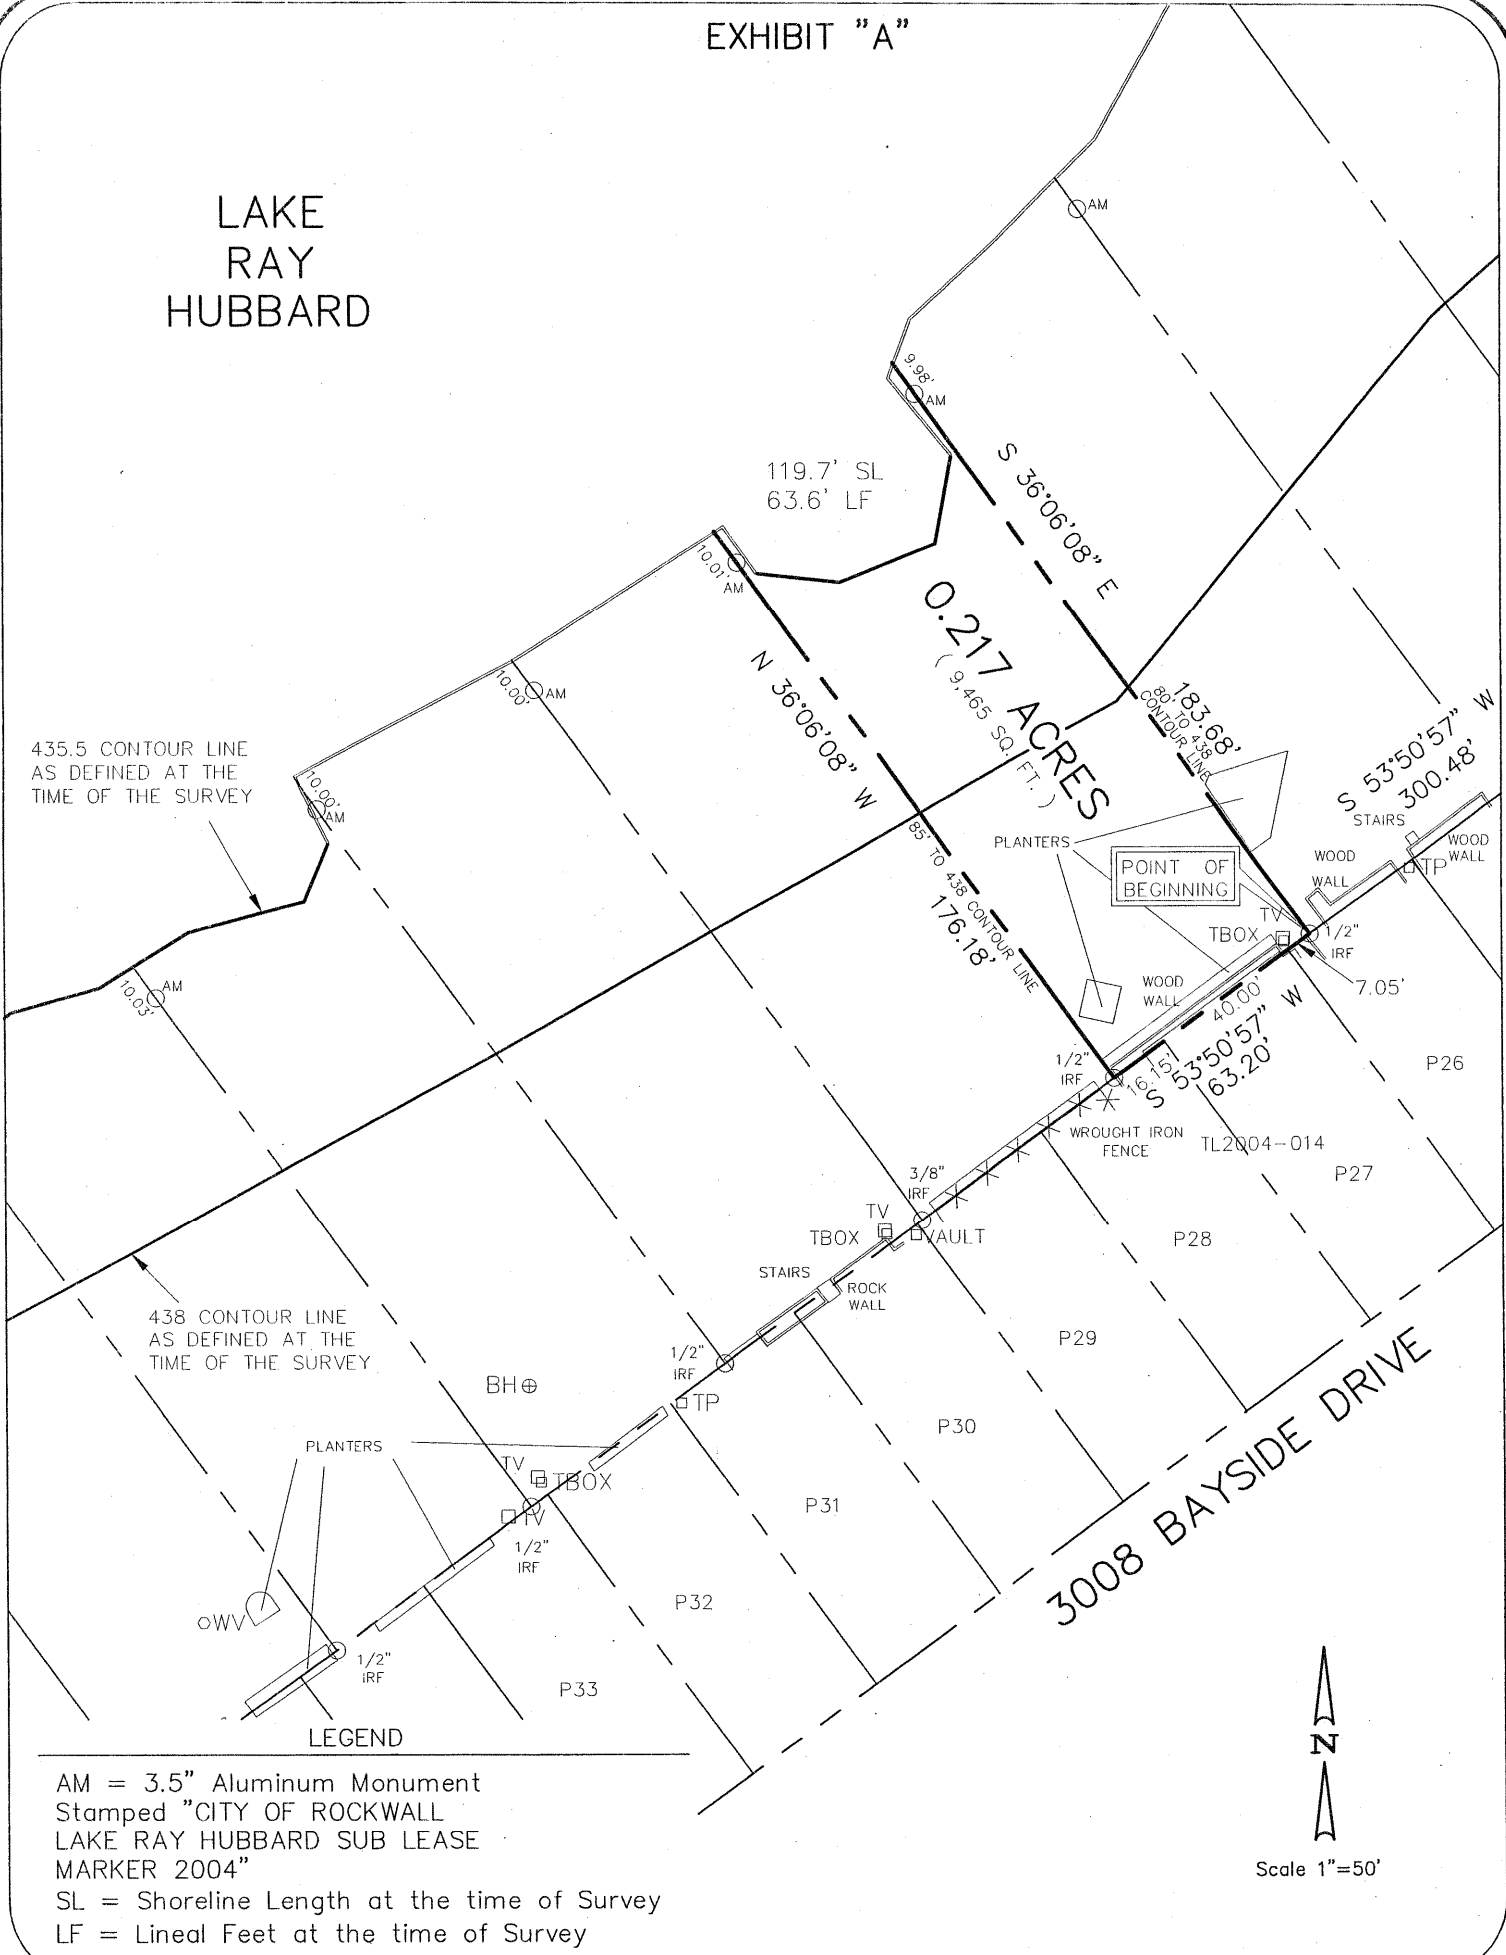 EXHIBIT "A"
LAKE
RAY
HUBBARD
AM
9.98'
AM
119.7' SL
63.6' LF
S 36°06'08" E
10.01'
AM
0.217 ACRES
( 9,465 SQ. FT. )
N 36°06'08" W
10.00'
AM
183.68'
80' TO 438
CONTOUR LINE
S 53°50'57" W
300.48'
435.5 CONTOUR LINE
AS DEFINED AT THE
TIME OF THE SURVEY
10.00'
AM
85' TO 438 CONTOUR LINE
176.18'
PLANTERS
STAIRS
WOOD
WALL
WOOD
WALL
TP
POINT OF
BEGINNING
TV
TBOX
1/2"
IRF
7.05'
10.03'
AM
WOOD
WALL
40.00'
S 53°50'57" W
63.20'
16.15'
1/2"
IRF
P26
WROUGHT IRON
FENCE
TL2004-014
P27
3/8"
IRF
TV
TBOX
VAULT
P28
STAIRS
ROCK
WALL
438 CONTOUR LINE
AS DEFINED AT THE
TIME OF THE SURVEY
P29
1/2"
IRF
BH
TP
P30
3008 BAYSIDE DRIVE
PLANTERS
TV
TBOX
TV
1/2"
IRF
P31
P32
WV
1/2"
IRF
P33
LEGEND
AM = 3.5" Aluminum Monument
Stamped "CITY OF ROCKWALL
LAKE RAY HUBBARD SUB LEASE
MARKER 2004"
SL = Shoreline Length at the time of Survey
LF = Lineal Feet at the time of Survey
N
Scale 1"=50'